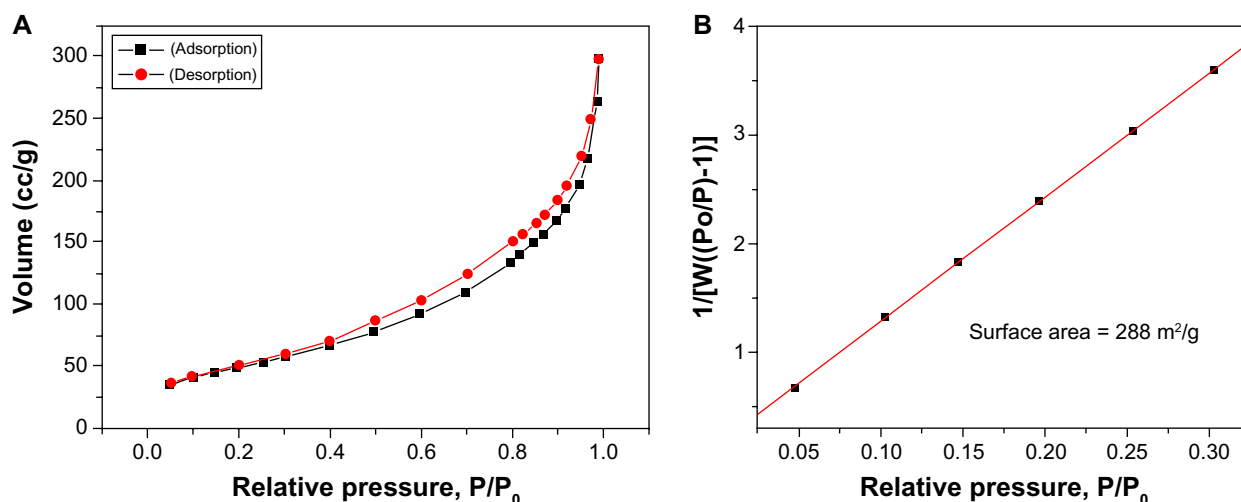 A
300
250
200
150
100
50
0
0.0 0.2 0.4 0.6 0.8 1.0
Volume (cc/g)
Relative pressure, P/P₀
(Adsorption)
(Desorption)
B
4
3
2
1
0.05 0.10 0.15 0.20 0.25 0.30
1/[W((Po/P)-1)]
Relative pressure, P/P₀
Surface area = 288 m²/g